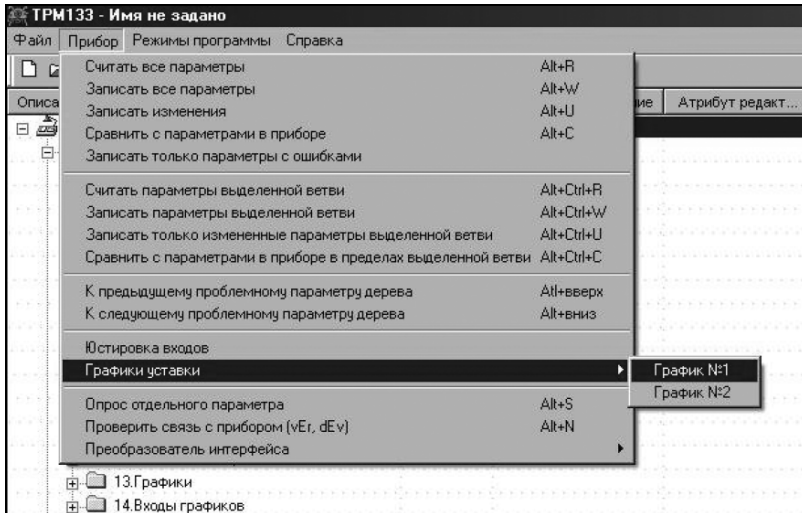 ТРМ133 - Имя не задано
Файл Прибор Режимы программы Справка
Считать все параметры Alt+R
Записать все параметры Alt+W
Описа ие Атрибут редакт...
Записать изменения Alt+U
Сравнить с параметрами в приборе Alt+C
Записать только параметры с ошибками
Считать параметры выделенной ветви Alt+Ctrl+R
Записать параметры выделенной ветви Alt+Ctrl+W
Записать только измененные параметры выделенной ветви Alt+Ctrl+U
Сравнить с параметрами в приборе в пределах выделенной ветви Alt+Ctrl+C
К предыдущему проблемному параметру дерева Atl+вверх
К следующему проблемному параметру дерева Alt+вниз
Юстировка входов
Графики уставки График №1
График №2
Опрос отдельного параметра Alt+S
Проверить связь с прибором (vEr, dEv) Alt+N
Преобразователь интерфейса
13.Графики
14.Входы графиков